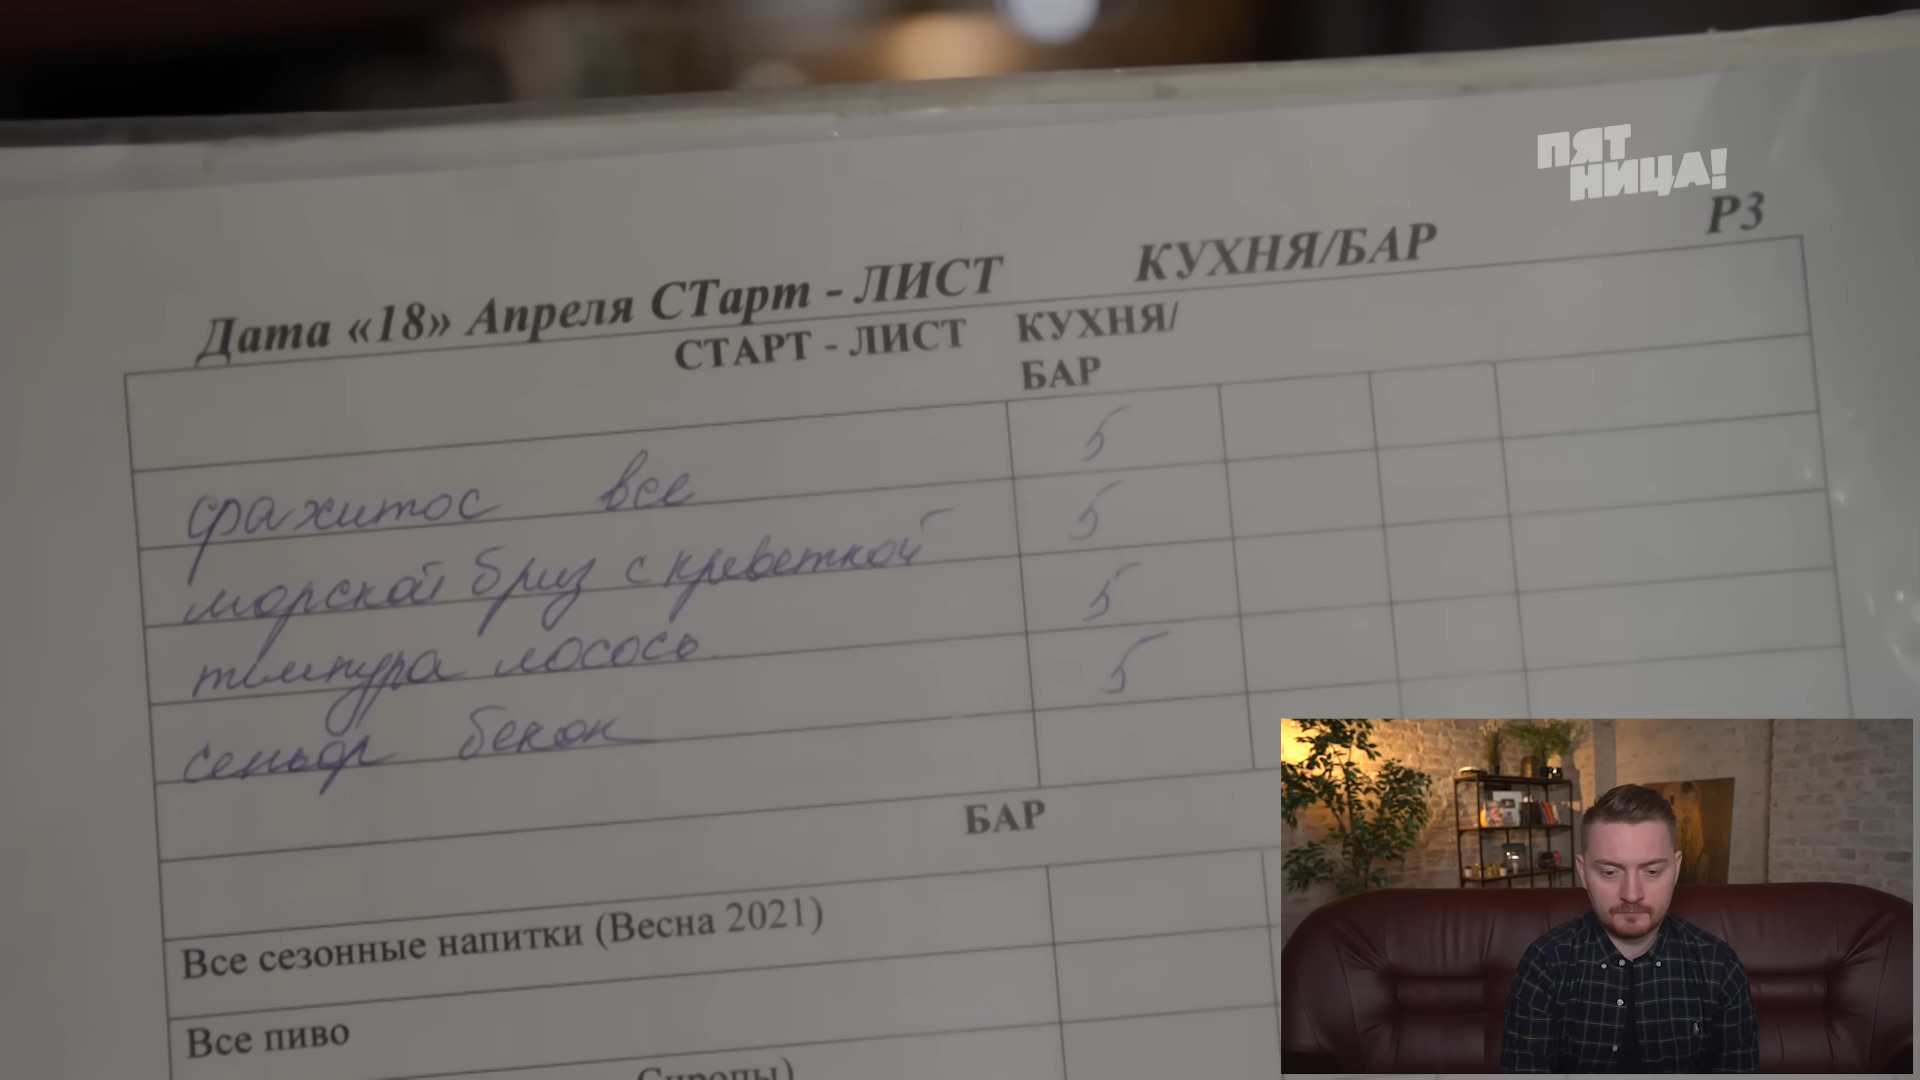 ПЯТ
НИЦА!
Р3
Дата «18» Апреля СТарт - ЛИСТ КУХНЯ/БАР
СТАРТ - ЛИСТ КУХНЯ/
БАР
фахитос все 5
морской бриз с креветкой 5
темпура лосось 5
сеньор бекон 5
БАР
Все сезонные напитки (Весна 2021)
Все пиво
Сиропы)